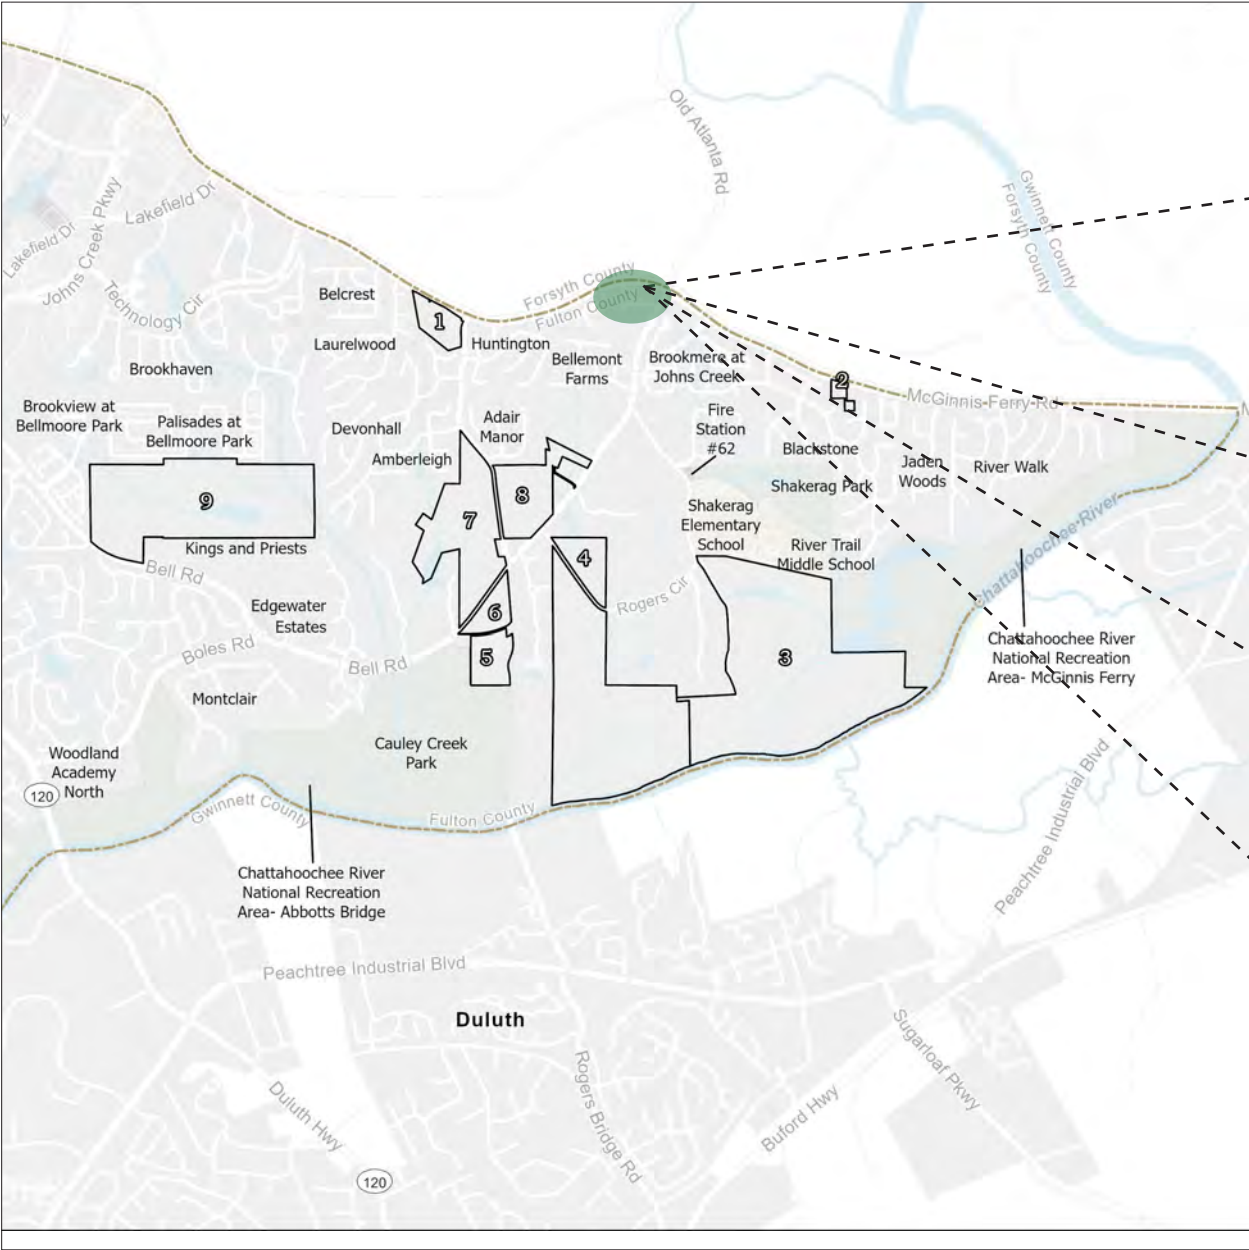 Old Atlanta Rd
Gwinnett County
Forsyth County
Lakefield Dr
Lakefield Dr
Johns Creek Pkwy
Technology Cir
Forsyth County
Fulton County
Belcrest
1
Laurelwood
Huntington
Bellemont
Farms
Brookmere at
Johns Creek
2
McGinnis Ferry Rd
Brookhaven
Brookview at
Bellmoore Park
Palisades at
Bellmoore Park
Devonhall
Adair
Manor
Amberleigh
Fire
Station
#62
Blackstone
Jaden
Woods
River Walk
Shakerag Park
9
7
8
Shakerag
Elementary
School
River Trail
Middle School
Chattahoochee River
Kings and Priests
Bell Rd
4
Rogers Cir
Edgewater
Estates
6
Boles Rd
Bell Rd
5
3
Chattahoochee River
National Recreation
Area- McGinnis Ferry
Montclair
Cauley Creek
Park
Woodland
Academy
North
120
Gwinnett County
Fulton County
Peachtree Industrial Blvd
Chattahoochee River
National Recreation
Area- Abbotts Bridge
Peachtree Industrial Blvd
Duluth
Sugarloaf Pkwy
Rogers Bridge Rd
Buford Hwy
Duluth Hwy
120